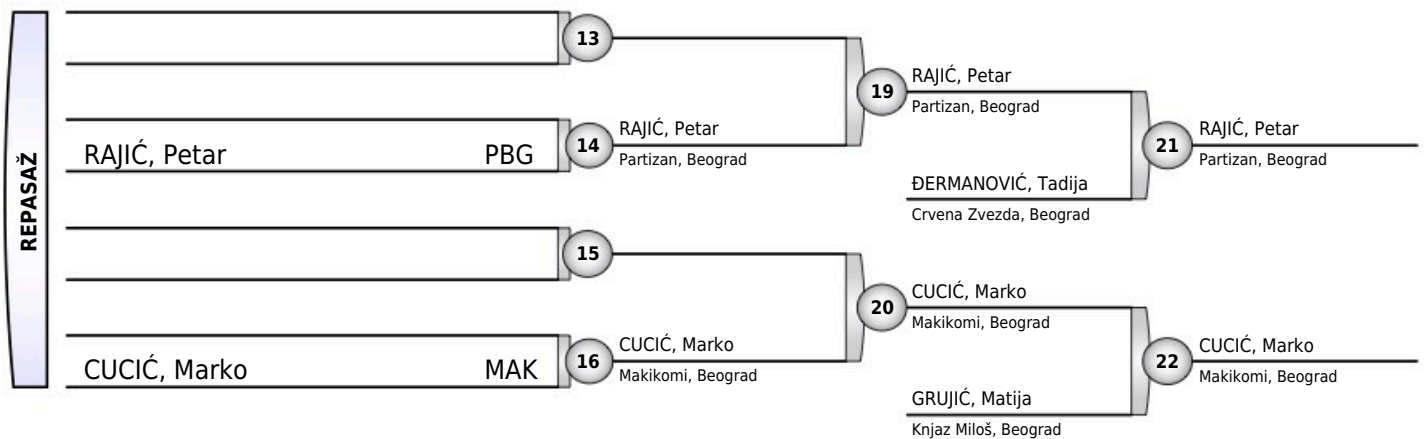 REPASAŽ
13
RAJIĆ, Petar PBG
14
RAJIĆ, Petar
Partizan, Beograd
19
RAJIĆ, Petar
Partizan, Beograd
ĐERMANOVIĆ, Tadija
Crvena Zvezda, Beograd
21
RAJIĆ, Petar
Partizan, Beograd
15
CUCIĆ, Marko MAK
16
CUCIĆ, Marko
Makikomi, Beograd
20
CUCIĆ, Marko
Makikomi, Beograd
GRUJIĆ, Matija
Knjaz Miloš, Beograd
22
CUCIĆ, Marko
Makikomi, Beograd